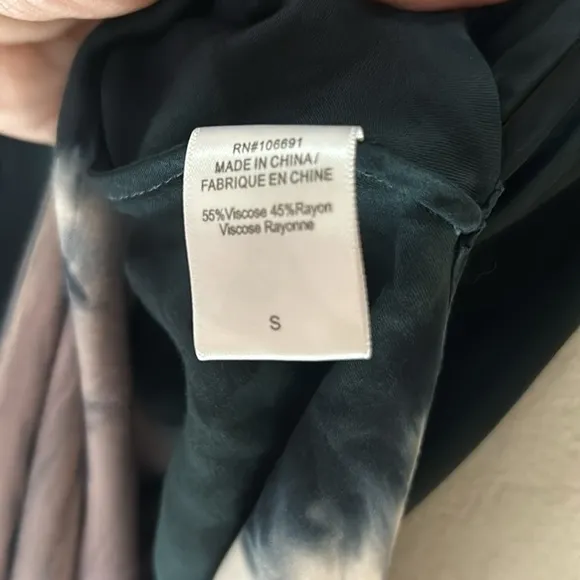 RN#106691
MADE IN CHINA/
FABRIQUE EN CHINE
55%Viscose 45%Rayon
Viscose Rayonne
S